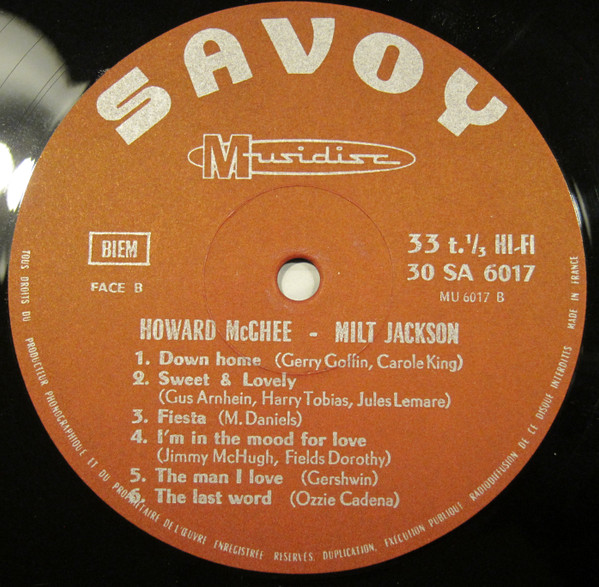 SAVOY
Musidisc
BIEM
FACE B
33 t.⅓ HI-FI
30 SA 6017
MU 6017 B
HOWARD McGHEE - MILT JACKSON
1. Down home (Gerry Goffin, Carole King)
2. Sweet & Lovely
(Gus Arnhein, Harry Tobias, Jules Lemare)
3. Fiesta (M. Daniels)
4. I'm in the mood for love
(Jimmy McHugh, Fields Dorothy)
5. The man I love (Gershwin)
6. The last word (Ozzie Cadena)
TOUS DROITS DU PRODUCTEUR PHONOGRAPHIQUE ET DU PROPRIÉTAIRE DE L'ŒUVRE ENREGISTRÉE RÉSERVÉS. DUPLICATION, EXÉCUTION PUBLIQUE RADIODIFFUSION DE CE DISQUE INTERDITES MADE IN FRANCE